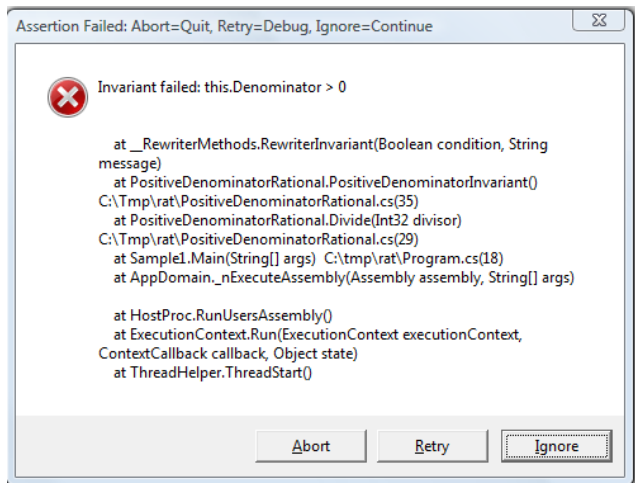 Assertion Failed: Abort=Quit, Retry=Debug, Ignore=Continue
Invariant failed: this.Denominator > 0
at __RewriterMethods.RewriterInvariant(Boolean condition, String
message)
at PositiveDenominatorRational.PositiveDenominatorInvariant()
C:\Tmp\rat\PositiveDenominatorRational.cs(35)
at PositiveDenominatorRational.Divide(Int32 divisor)
C:\Tmp\rat\PositiveDenominatorRational.cs(29)
at Sample1.Main(String[] args)  C:\tmp\rat\Program.cs(18)
at AppDomain._nExecuteAssembly(Assembly assembly, String[] args)
at HostProc.RunUsersAssembly()
at ExecutionContext.Run(ExecutionContext executionContext,
ContextCallback callback, Object state)
at ThreadHelper.ThreadStart()
Abort Retry Ignore